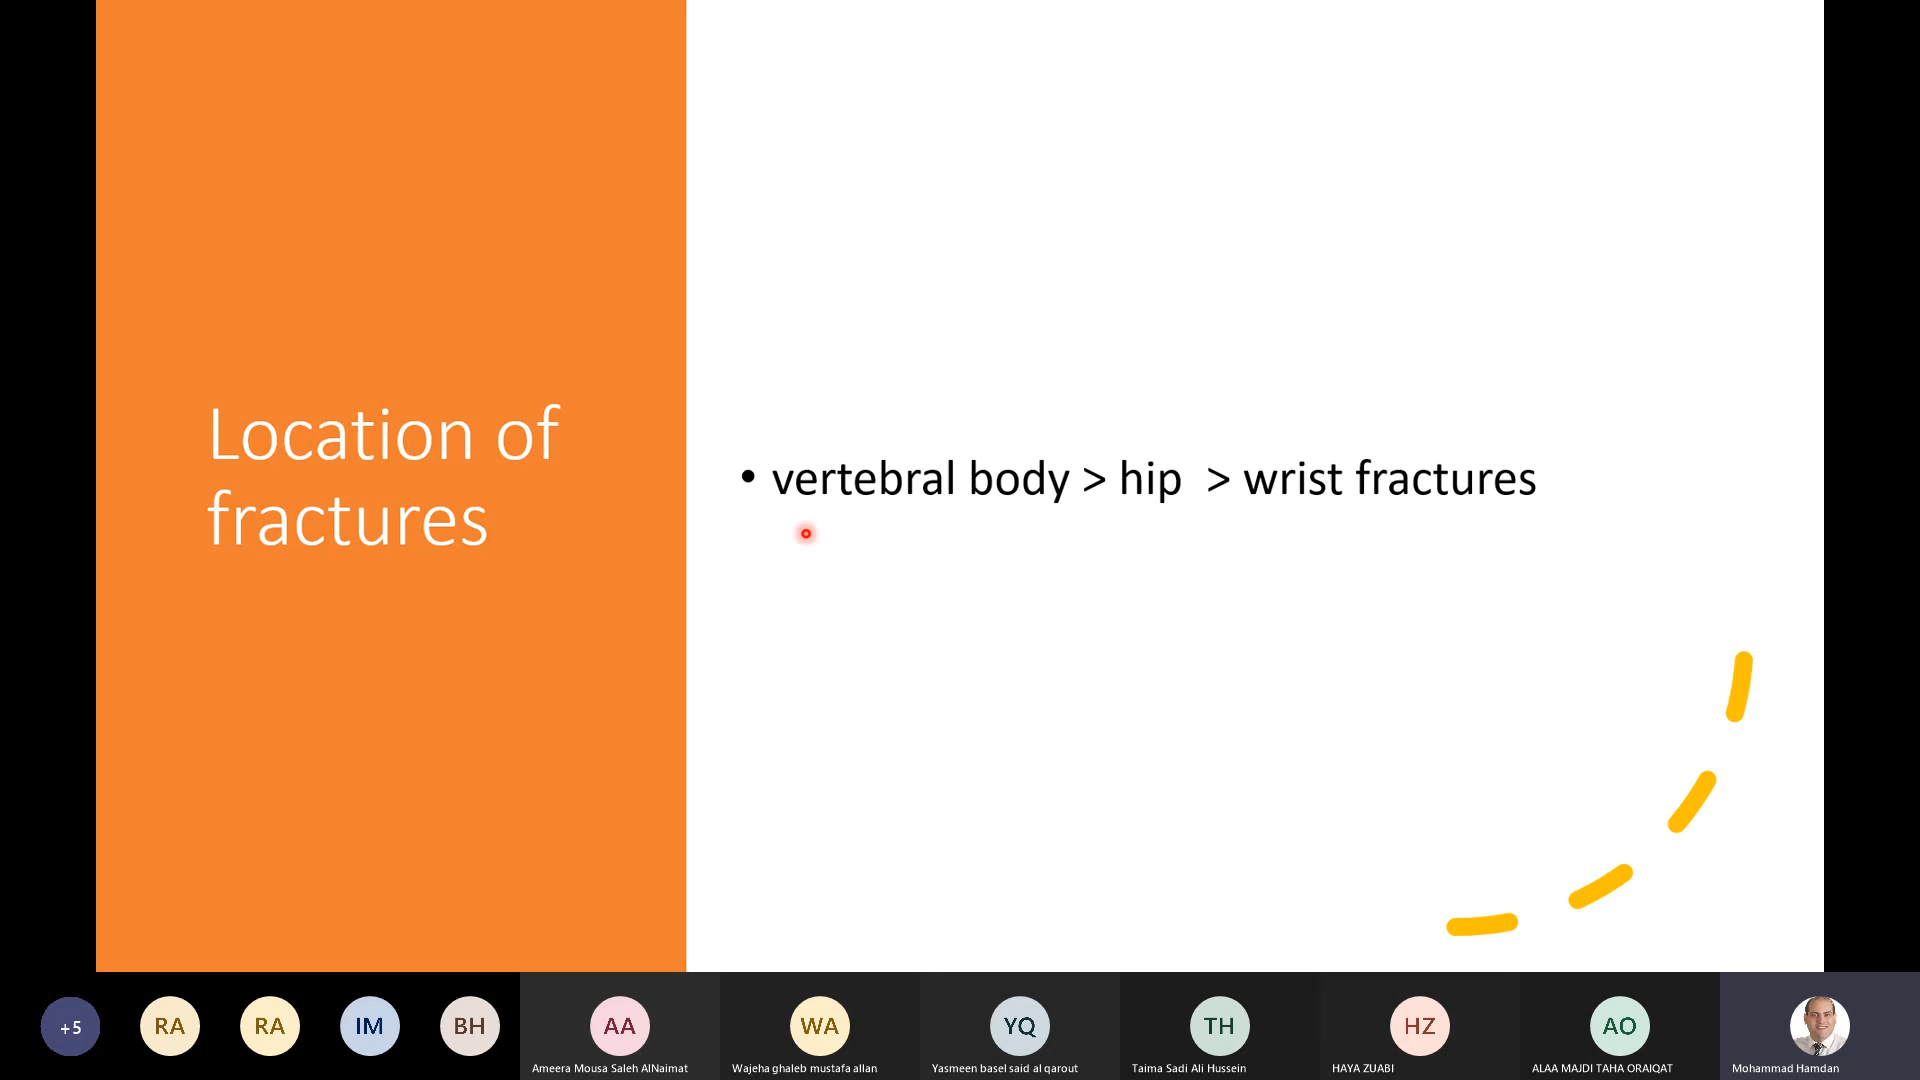 Location of
fractures
• vertebral body > hip  > wrist fractures
+5
RA
RA
IM
BH
AA
WA
YQ
TH
HZ
AO
Ameera Mousa Saleh AlNaimat
Wajeha ghaleb mustafa allan
Yasmeen basel said al qarout
Taima Sadi Ali Hussein
HAYA ZUABI
ALAA MAJDI TAHA ORAIQAT
Mohammad Hamdan